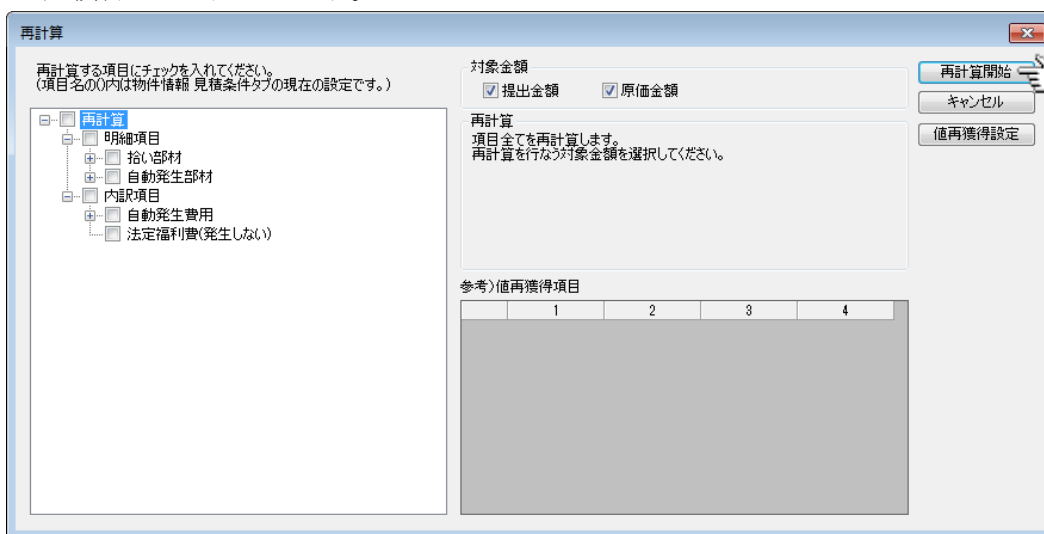 再計算
再計算する項目にチェックを入れてください。
(項目名の()内は物件情報 見積条件タブの現在の設定です。)
再計算
明細項目
拾い部材
自動発生部材
内訳項目
自動発生費用
法定福利費(発生しない)
対象金額
提出金額 原価金額
再計算
項目全てを再計算します。
再計算を行なう対象金額を選択してください。
参考)値再獲得項目
1 2 3 4
再計算開始
キャンセル
値再獲得設定